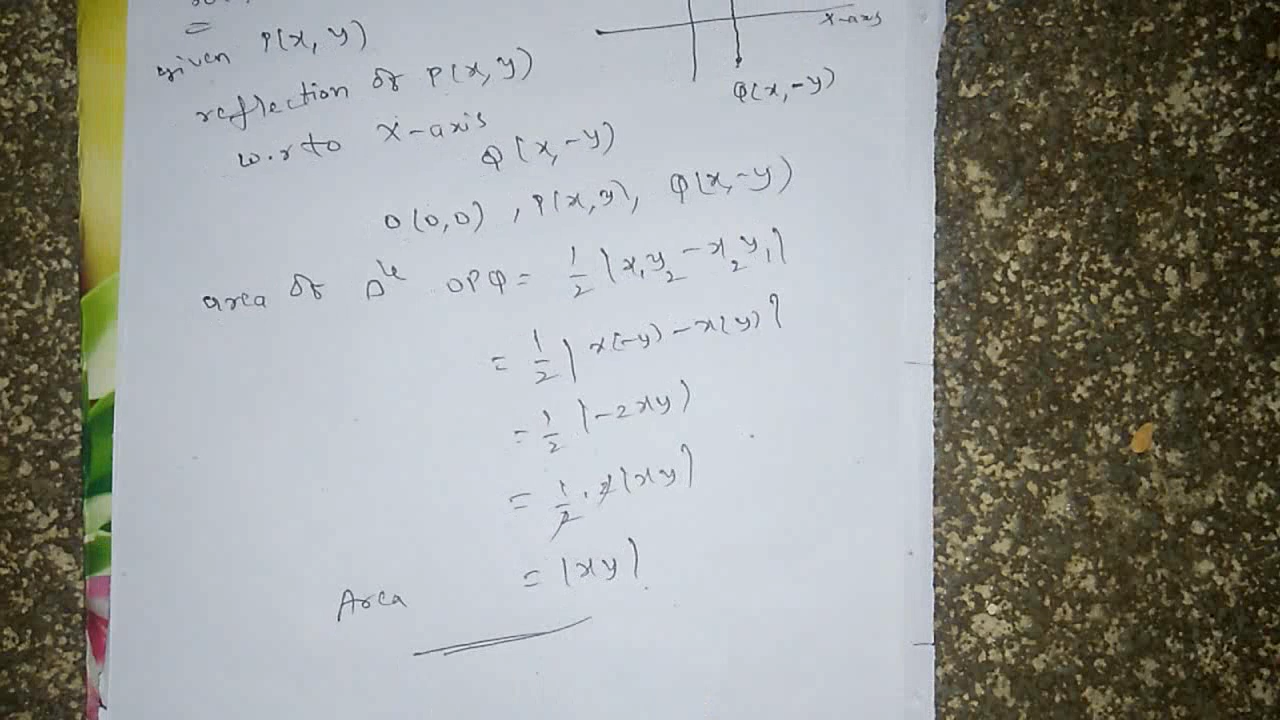 =
given P(x, y)
x-axis
reflection of P(x, y)
Q(x, -y)
w.r to x-axis
Q(x, -y)
O(0,0), P(x, y), Q(x, -y)
area of Δle OPQ = 1/2 |x₁y₂ - x₂y₁|
= 1/2 |x(-y) - x(y)|
= 1/2 |-2xy|
= 1/2 . 2|xy|
Area = |xy|